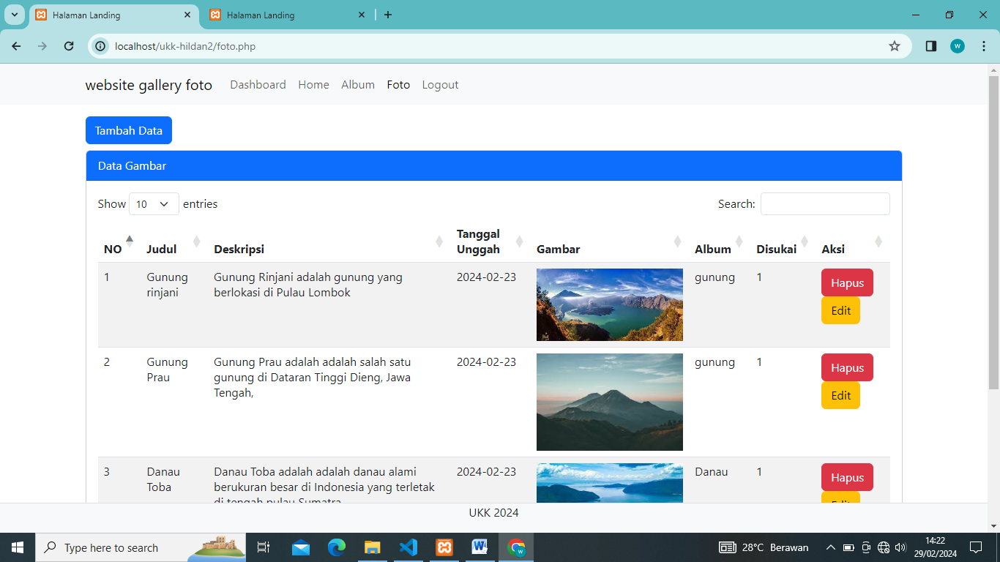 Halaman Landing
Halaman Landing
localhost/ukk-hildan2/foto.php
W
website gallery foto Dashboard Home Album Foto Logout
Tambah Data
Data Gambar
Show 10 entries Search:
NO Judul Deskripsi Tanggal Unggah Gambar Album Disukai Aksi
1 Gunung Gunung Rinjani adalah gunung yang 2024-02-23 gunung 1 Hapus
rinjani berlokasi di Pulau Lombok
Edit
2 Gunung Gunung Prau adalah adalah salah satu 2024-02-23 gunung 1 Hapus
Prau gunung di Dataran Tinggi Dieng, Jawa
Tengah,
Edit
3 Danau Danau Toba adalah adalah danau alami 2024-02-23 Danau 1 Hapus
Toba berukuran besar di Indonesia yang terletak
di tengah pulau Sumatra
Edit
UKK 2024
Type here to search
28°C Berawan
14:22
29/02/2024